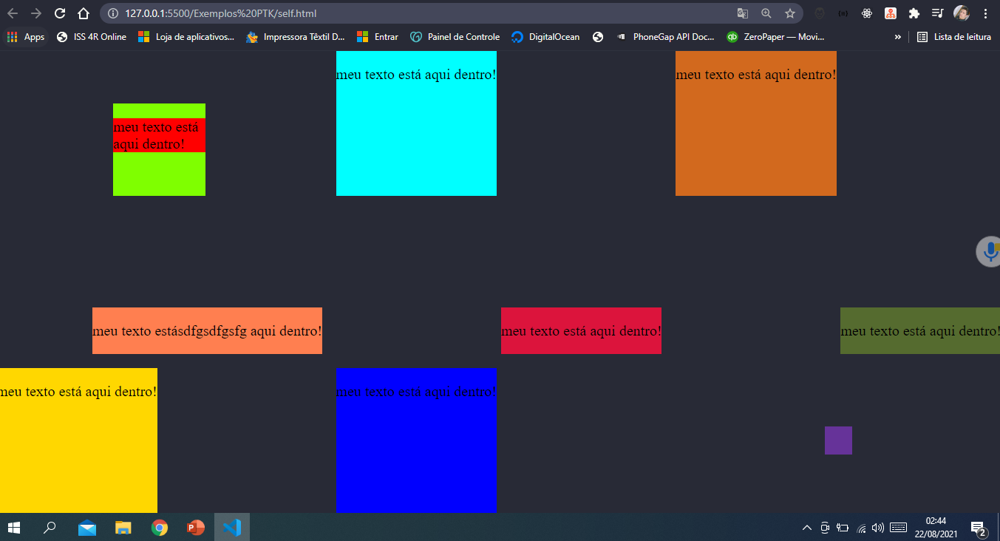 127.0.0.1:5500/Exemplos%20PTK/self.html
Apps ISS 4R Online Loja de aplicativos... Impressora Têxtil D... Entrar Painel de Controle DigitalOcean PhoneGap API Doc... ZeroPaper — Movi... » Lista de leitura
meu texto está aqui dentro! meu texto está aqui dentro!
meu texto está
aqui dentro!
meu texto estásdfgsdfgsfg aqui dentro! meu texto está aqui dentro! meu texto está aqui dentro!
meu texto está aqui dentro! meu texto está aqui dentro!
02:44
22/08/2021
2